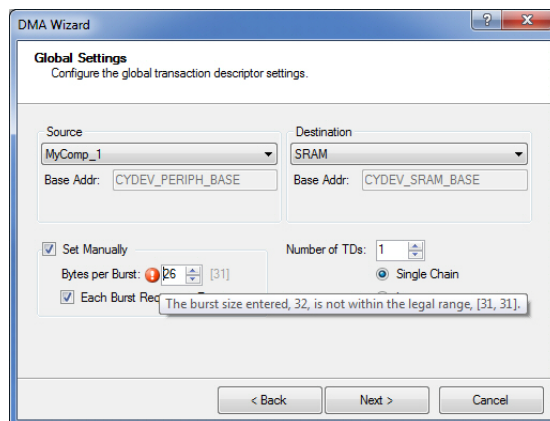 DMA Wizard
Global Settings
Configure the global transaction descriptor settings.
Source
MyComp_1
Base Addr: CYDEV_PERIPH_BASE
Destination
SRAM
Base Addr: CYDEV_SRAM_BASE
Set Manually
Bytes per Burst: 26 [31]
Each Burst Req
Number of TDs: 1
Single Chain
The burst size entered, 32, is not within the legal range, [31, 31].
< Back Next > Cancel